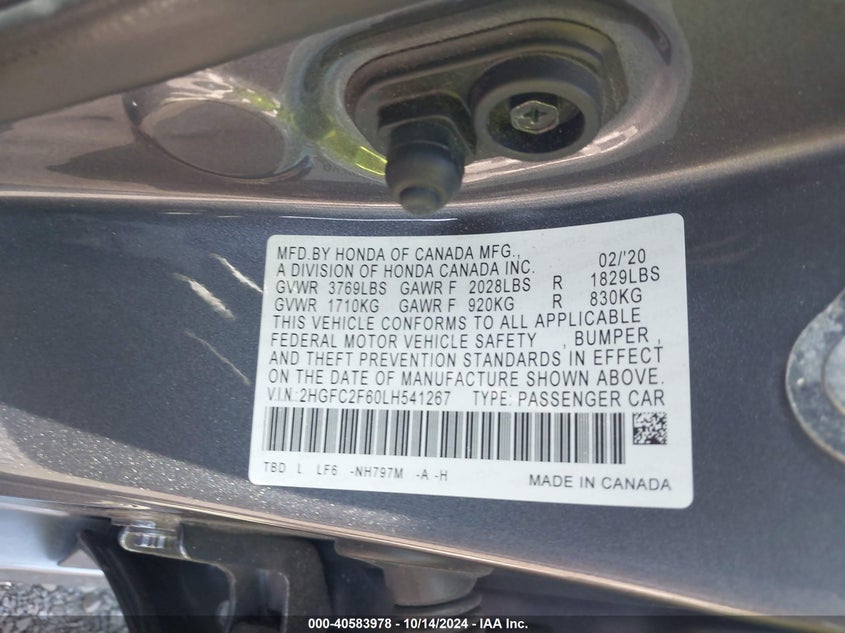 MFD.BY HONDA OF CANADA MFG., 02/'20
A DIVISION OF HONDA CANADA INC.
GVWR 3769LBS GAWR F 2028LBS R 1829LBS
GVWR 1710KG GAWR F 920KG R 830KG
THIS VEHICLE CONFORMS TO ALL APPLICABLE
FEDERAL MOTOR VEHICLE SAFETY , BUMPER ,
AND THEFT PREVENTION STANDARDS IN EFFECT
ON THE DATE OF MANUFACTURE SHOWN ABOVE.
V.I.N.:2HGFC2F60LH541267 TYPE: PASSENGER CAR
TBD L LF6 -NH797M -A -H
MADE IN CANADA
000-40583978 - 10/14/2024 - IAA Inc.